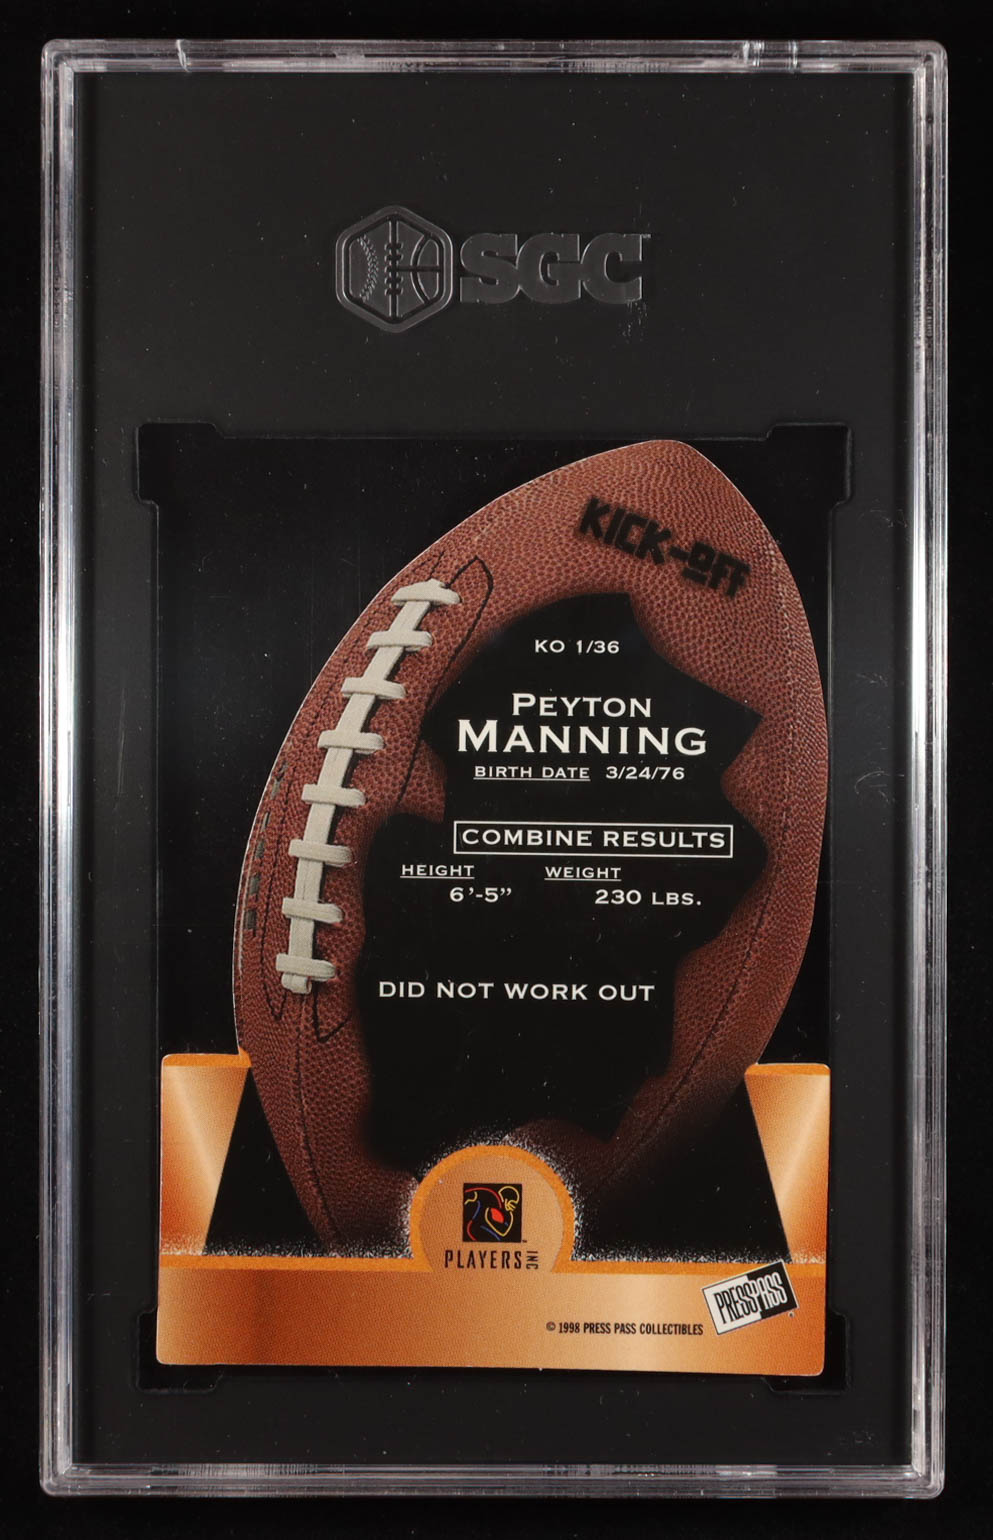 SGC
KICK-OFF
KO 1/36
PEYTON
MANNING
BIRTH DATE 3/24/76
COMBINE RESULTS
HEIGHT WEIGHT
6'-5" 230 LBS.
DID NOT WORK OUT
PLAYERS INC
PRESS PASS
© 1998 PRESS PASS COLLECTIBLES